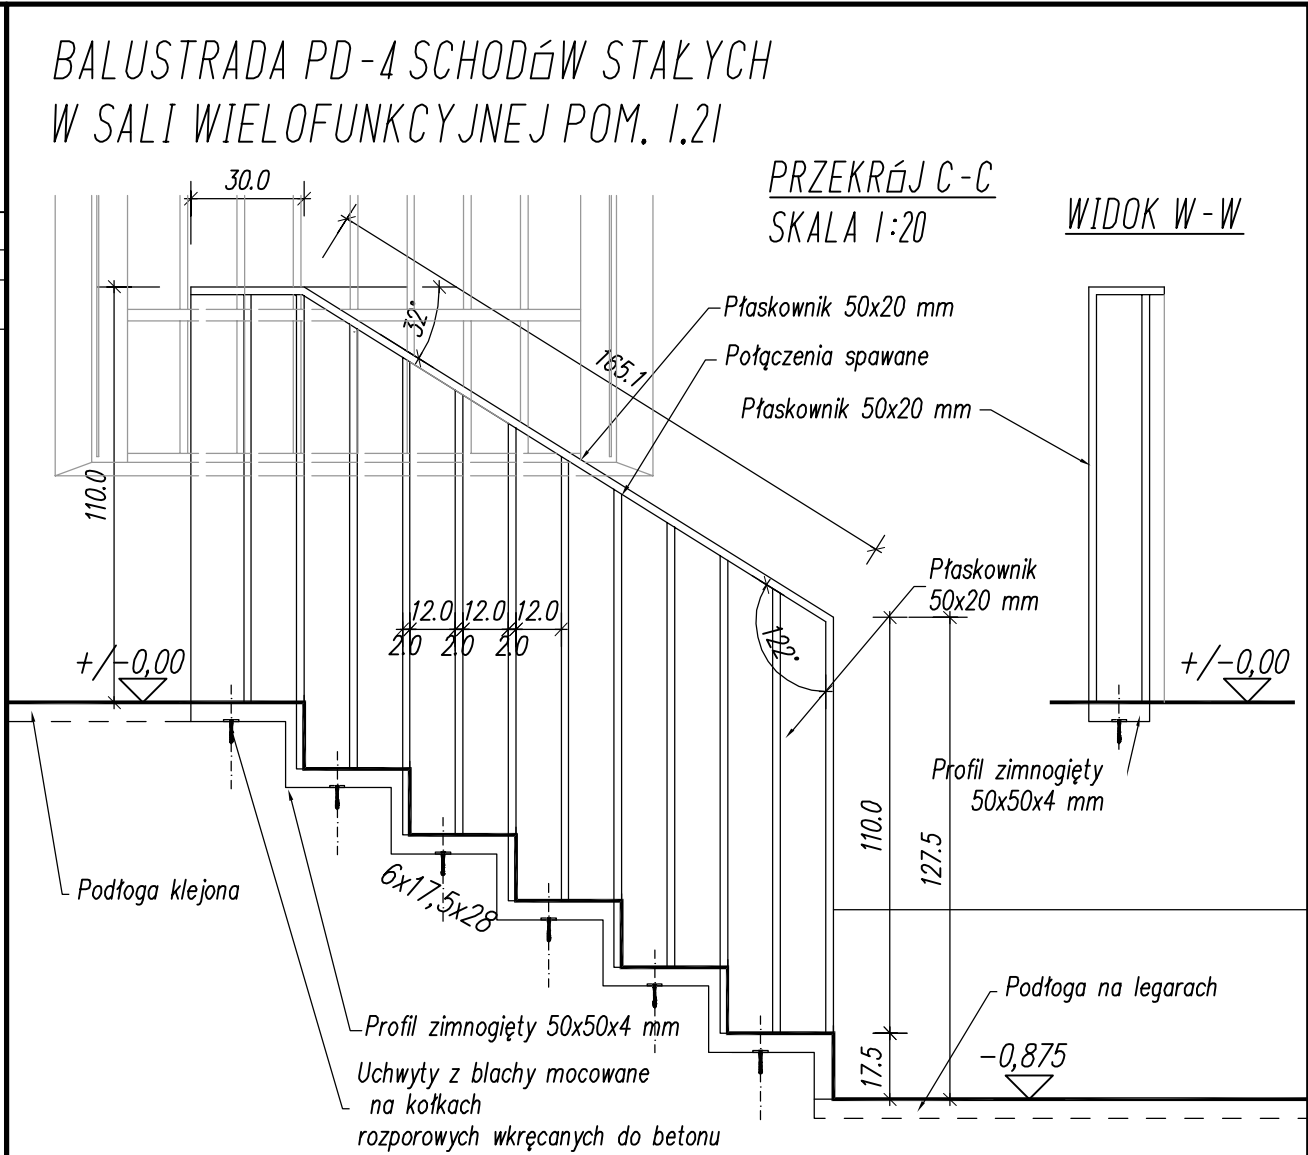 BALUSTRADA PD-4 SCHODóW STAŁYCH
W SALI WIELOFUNKCYJNEJ POM. 1.21
PRZEKRóJ C-C
SKALA 1:20
WIDOK W-W
30.0
32°
165.1
Płaskownik 50x20 mm
Połączenia spawane
Płaskownik 50x20 mm
110.0
Płaskownik
50x20 mm
12.0 12.0 12.0
2.0 2.0 2.0
122°
+/-0,00
+/-0,00
Profil zimnogięty
50x50x4 mm
110.0
127.5
Podłoga klejona
6x17,5x28
Podłoga na legarach
Profil zimnogięty 50x50x4 mm
17.5
-0,875
Uchwyty z blachy mocowane
na kołkach
rozporowych wkręcanych do betonu